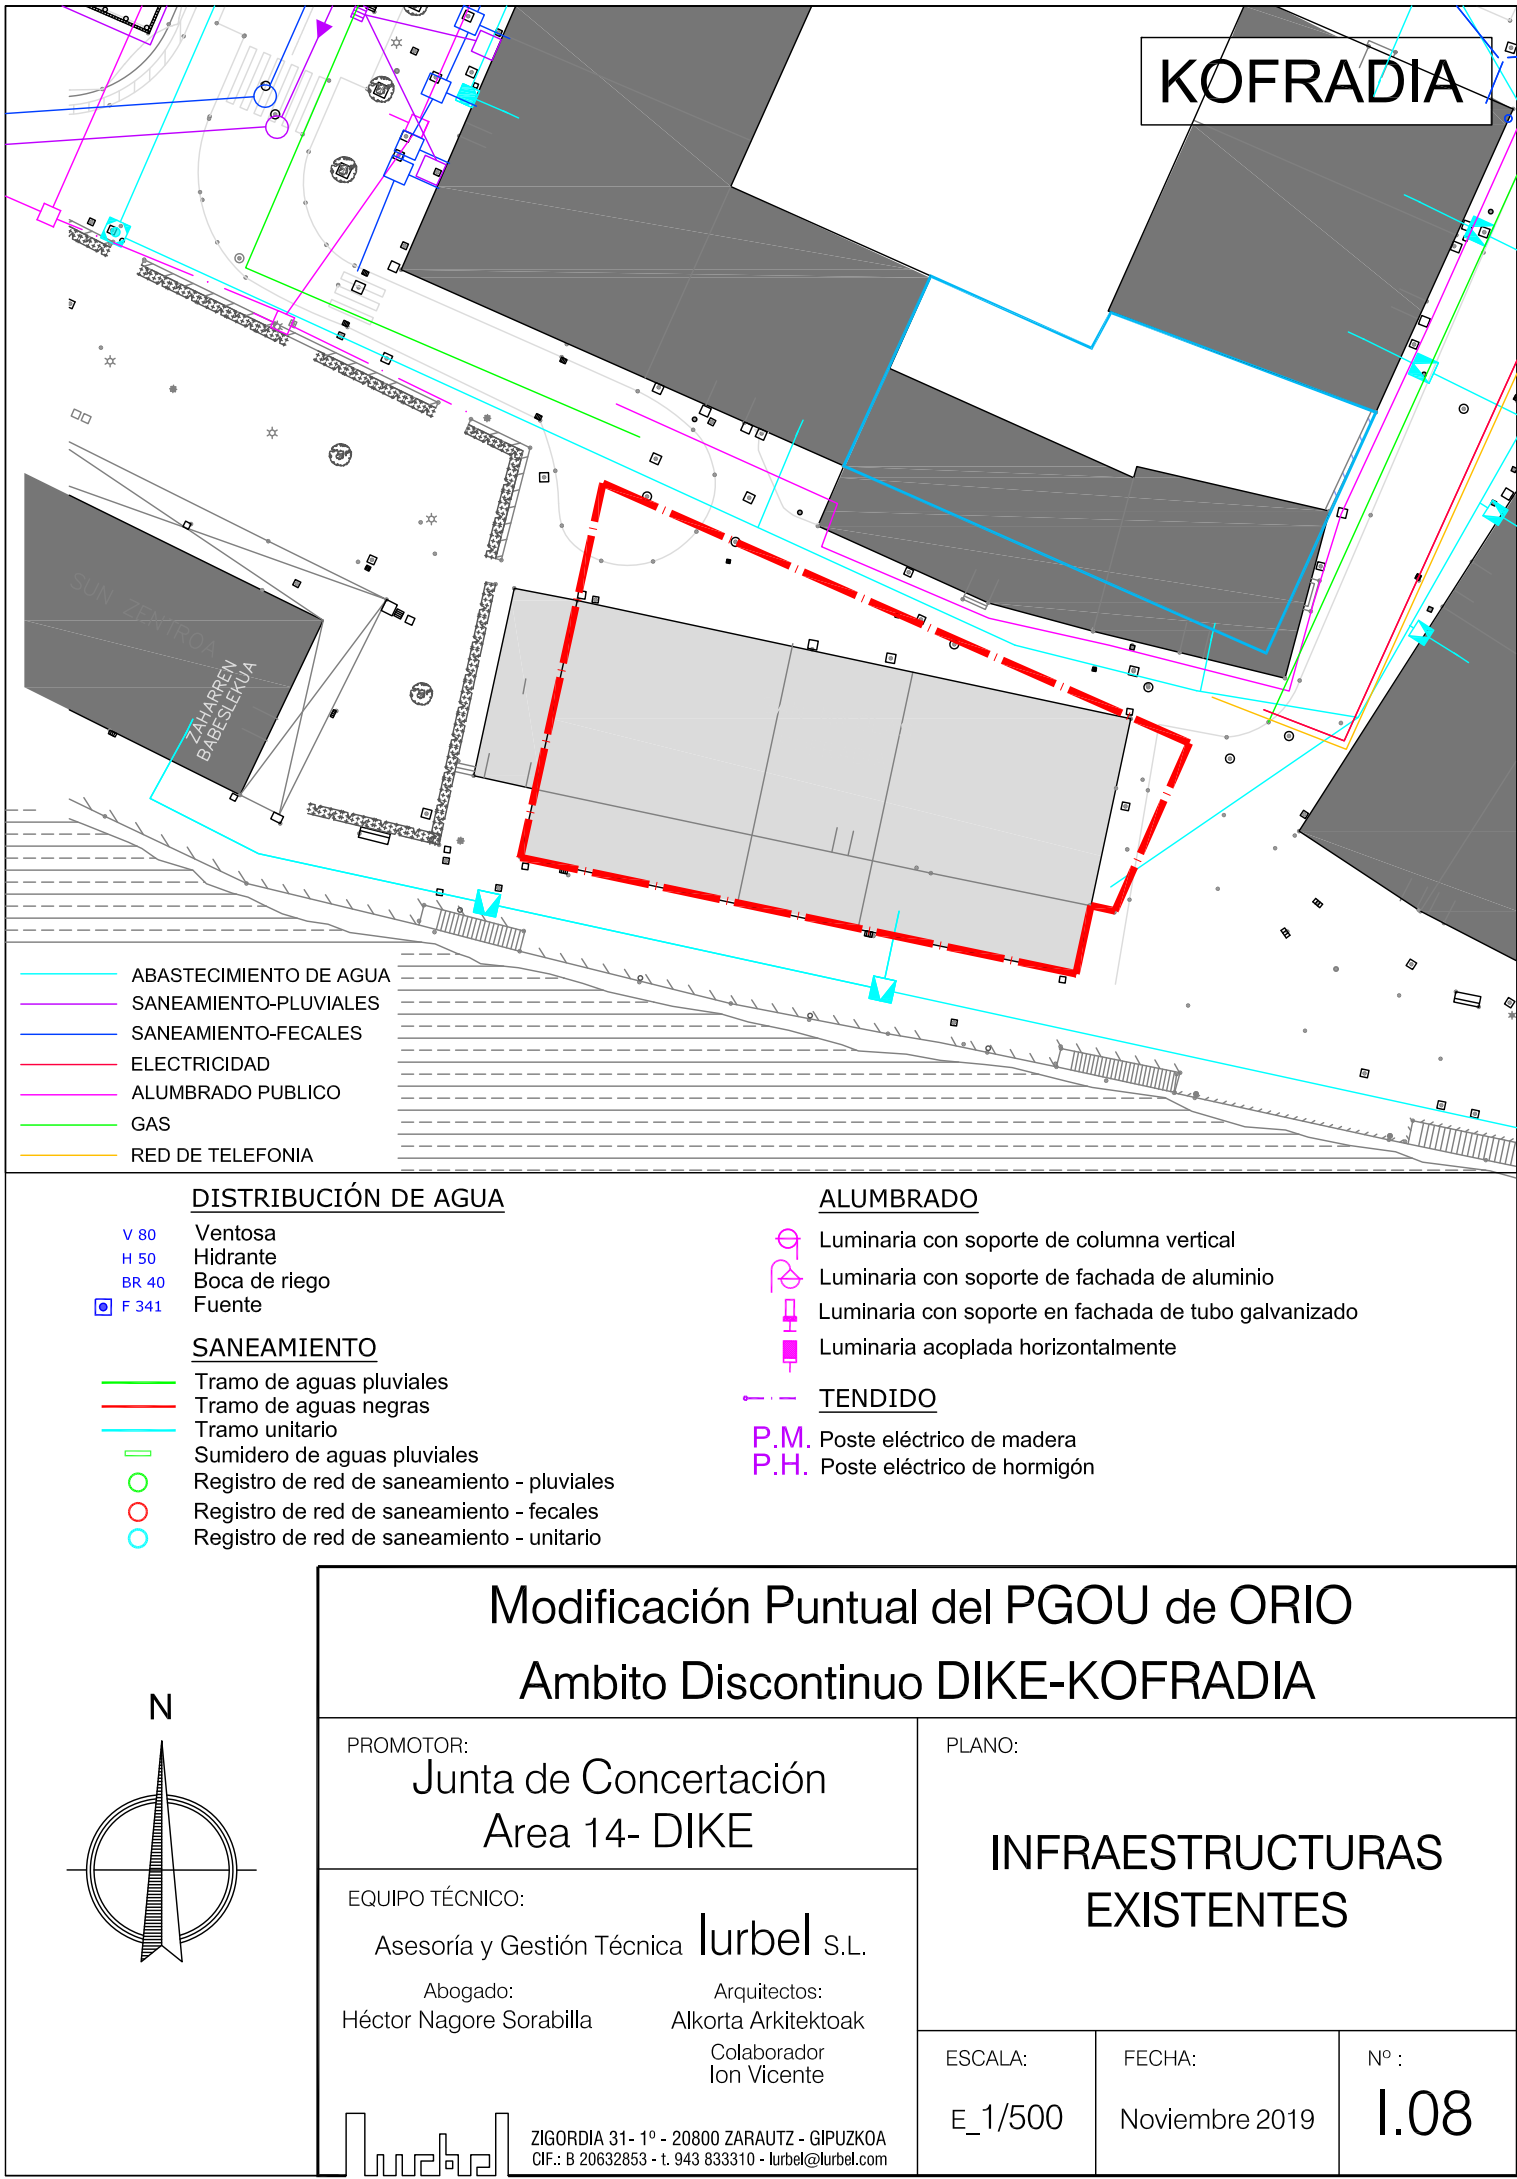 KOFRADIA
SUN ZENTROA
ZAHARREN
BABESLEKUA
ABASTECIMIENTO DE AGUA
SANEAMIENTO-PLUVIALES
SANEAMIENTO-FECALES
ELECTRICIDAD
ALUMBRADO PUBLICO
GAS
RED DE TELEFONIA
DISTRIBUCIÓN DE AGUA
V 80 Ventosa
H 50 Hidrante
BR 40 Boca de riego
F 341 Fuente
SANEAMIENTO
Tramo de aguas pluviales
Tramo de aguas negras
Tramo unitario
Sumidero de aguas pluviales
Registro de red de saneamiento - pluviales
Registro de red de saneamiento - fecales
Registro de red de saneamiento - unitario
ALUMBRADO
Luminaria con soporte de columna vertical
Luminaria con soporte de fachada de aluminio
Luminaria con soporte en fachada de tubo galvanizado
Luminaria acoplada horizontalmente
TENDIDO
P.M. Poste eléctrico de madera
P.H. Poste eléctrico de hormigón
Modificación Puntual del PGOU de ORIO
Ambito Discontinuo DIKE-KOFRADIA
N
PROMOTOR:
Junta de Concertación
Area 14- DIKE
PLANO:
INFRAESTRUCTURAS
EXISTENTES
EQUIPO TÉCNICO:
Asesoría y Gestión Técnica lurbel S.L.
Abogado:
Héctor Nagore Sorabilla
Arquitectos:
Alkorta Arkitektoak
Colaborador
Ion Vicente
lurbel
ZIGORDIA 31- 1º - 20800 ZARAUTZ - GIPUZKOA
CIF.: B 20632853 - t. 943 833310 - lurbel@lurbel.com
ESCALA:
E_1/500
FECHA:
Noviembre 2019
Nº :
I.08